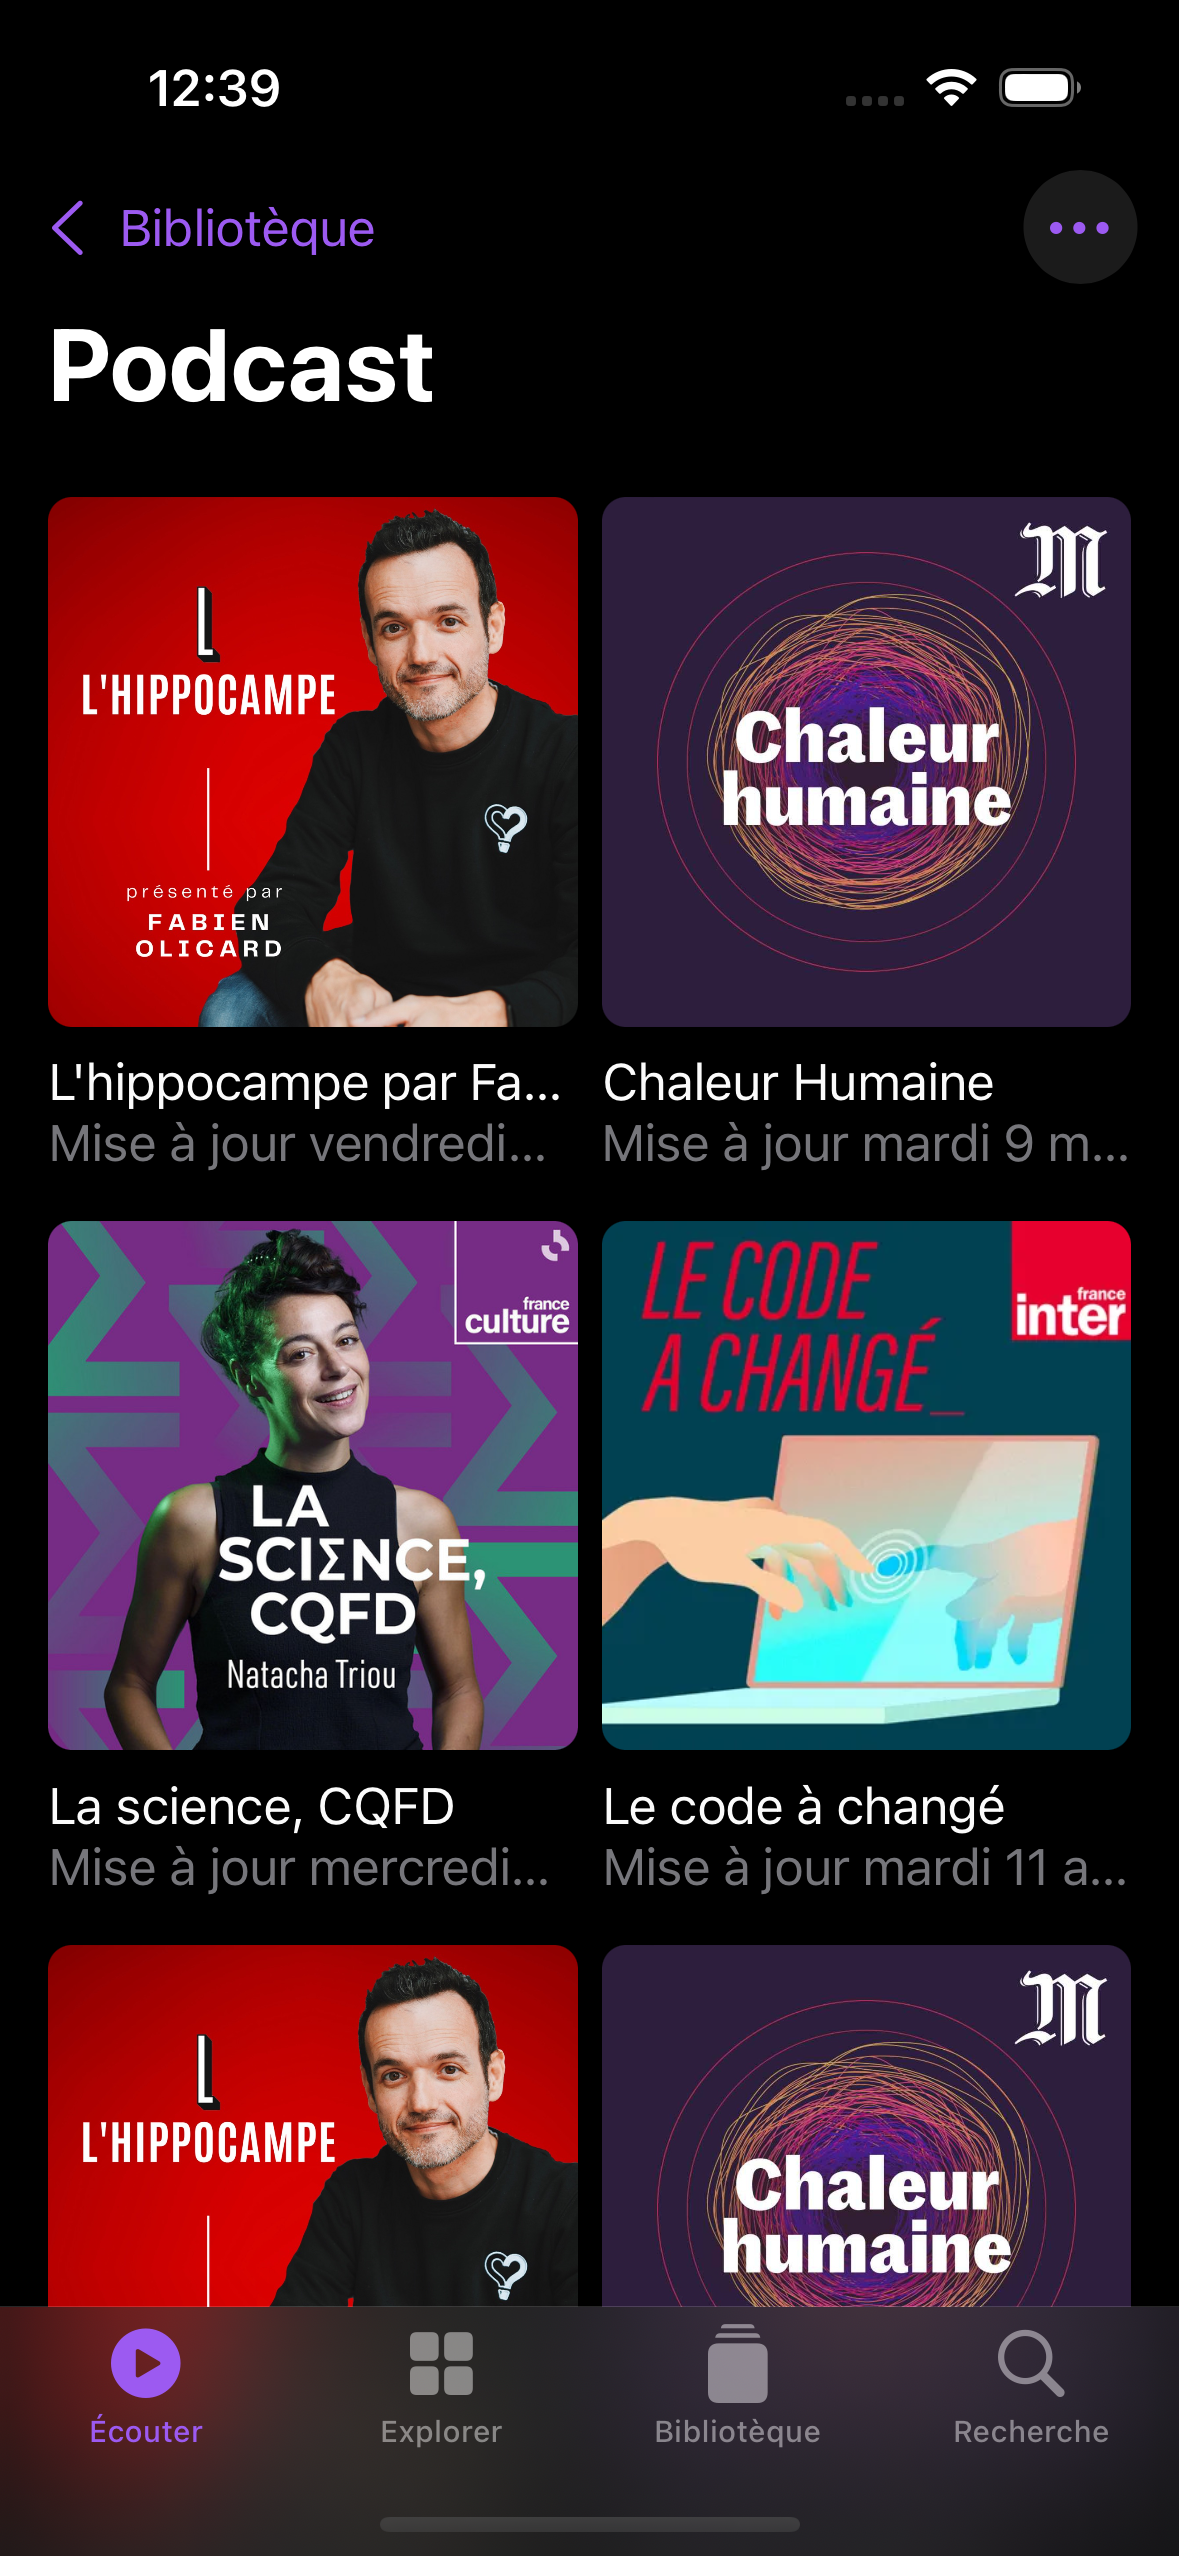 12:39
Bibliotèque
Podcast
L
L'HIPPOCAMPE
présenté par
FABIEN
OLICARD
M
Chaleur
humaine
L'hippocampe par Fa...
Mise à jour vendredi...
Chaleur Humaine
Mise à jour mardi 9 m...
france
culture
LA
SCIΣNCE,
CQFD
Natacha Triou
LE CODE
A CHANGÉ_
france
inter
La science, CQFD
Mise à jour mercredi...
Le code à changé
Mise à jour mardi 11 a...
L
L'HIPPOCAMPE
M
Chaleur
humaine
Écouter
Explorer
Bibliotèque
Recherche